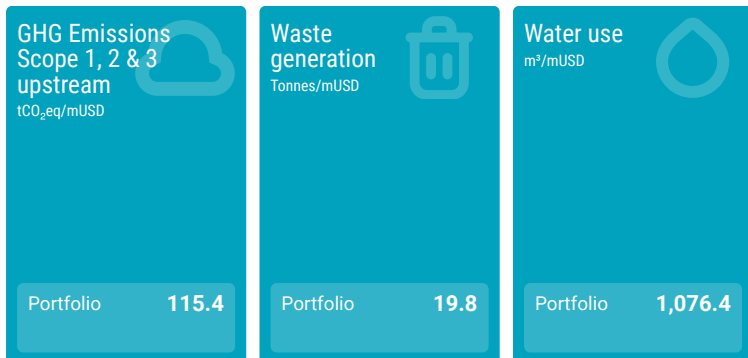 GHG Emissions
Scope 1, 2 & 3
upstream
tCO₂eq/mUSD
Portfolio 115.4
Waste
generation
Tonnes/mUSD
Portfolio 19.8
Water use
m³/mUSD
Portfolio 1,076.4